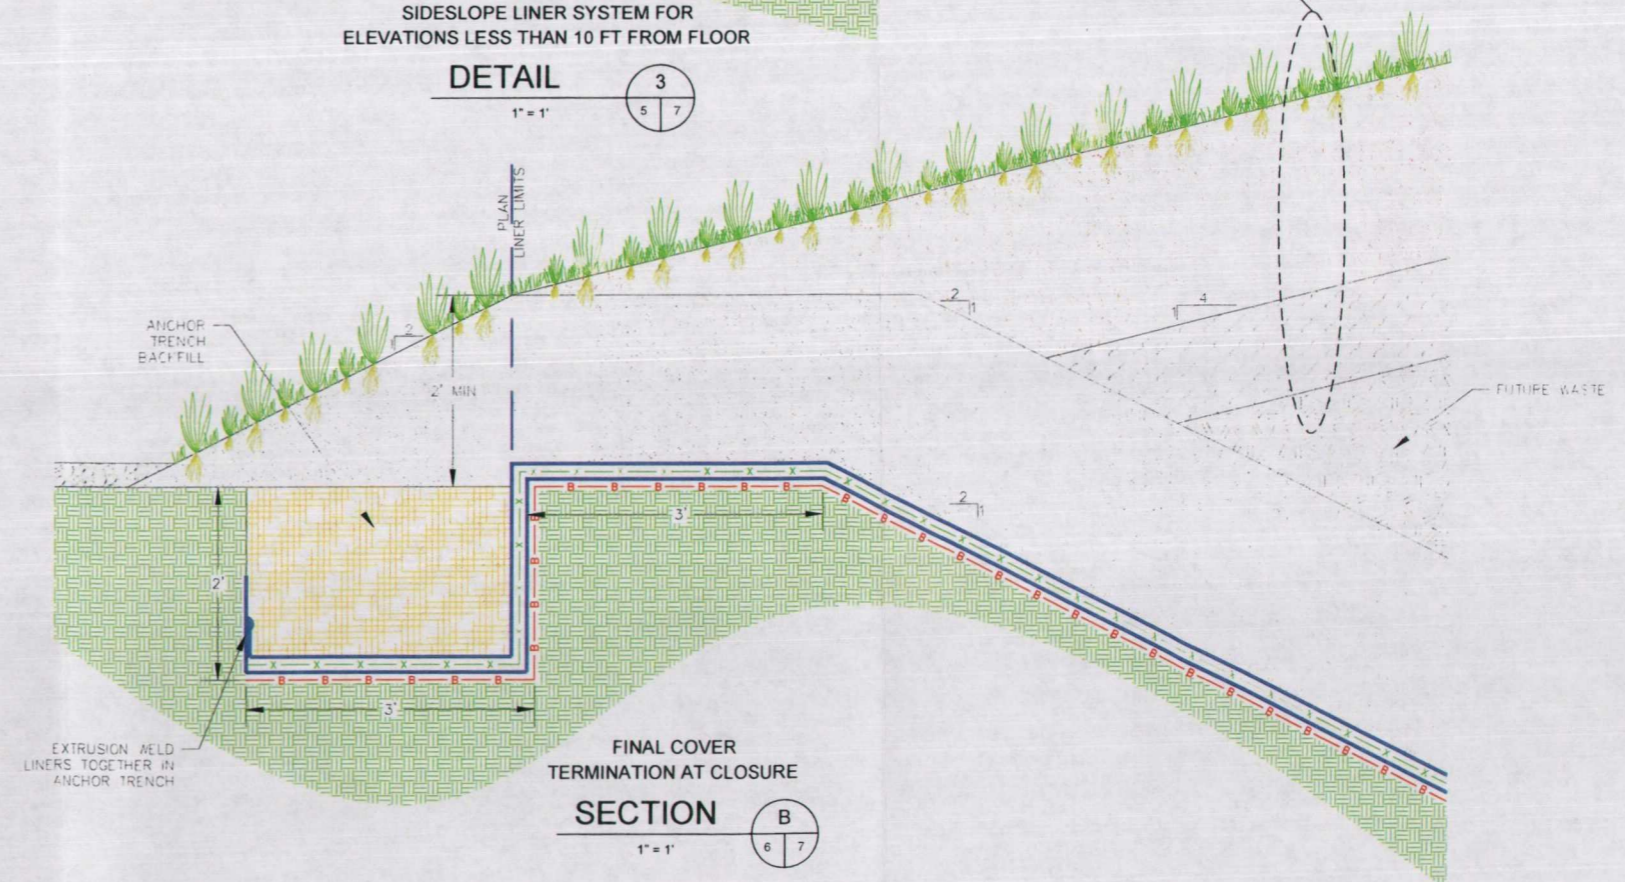 SIDESLOPE LINER SYSTEM FOR
ELEVATIONS LESS THAN 10 FT FROM FLOOR
DETAIL
3
5 7
1" = 1'
PLAN
LINER LIMITS
ANCHOR
TRENCH
BACKFILL
2
1
2' MIN
2
1
4
1
FUTURE WASTE
X X X X X X X
B B B B B B
2
1
3'
2'
X X X X X X
B B B B B B
3'
EXTRUSION WELD
LINERS TOGETHER IN
ANCHOR TRENCH
FINAL COVER
TERMINATION AT CLOSURE
SECTION
B
6 7
1" = 1'